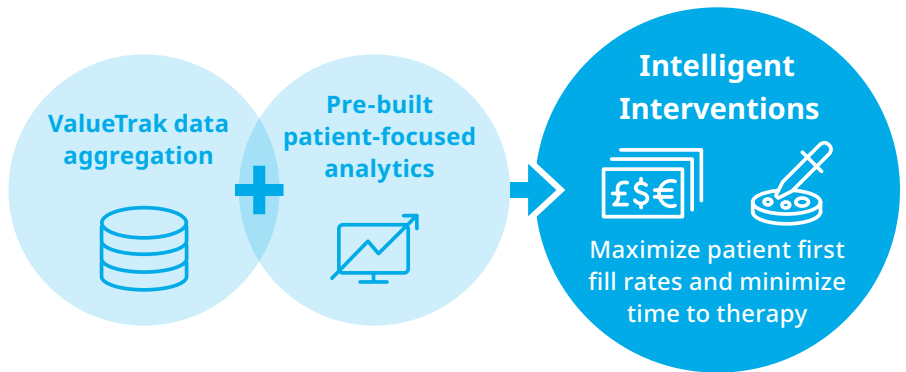 ValueTrak data
aggregation
Pre-built
patient-focused
analytics
Intelligent
Interventions
£$€
Maximize patient first
fill rates and minimize
time to therapy